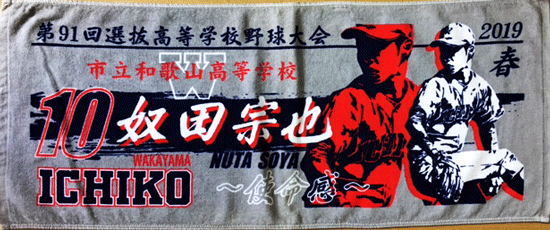 第91回選抜高等学校野球大会 2019
春
市立和歌山高等学校
W
10 奴田宗也
WAKAYAMA NUTA SOYA
ICHIKO ～使命感～